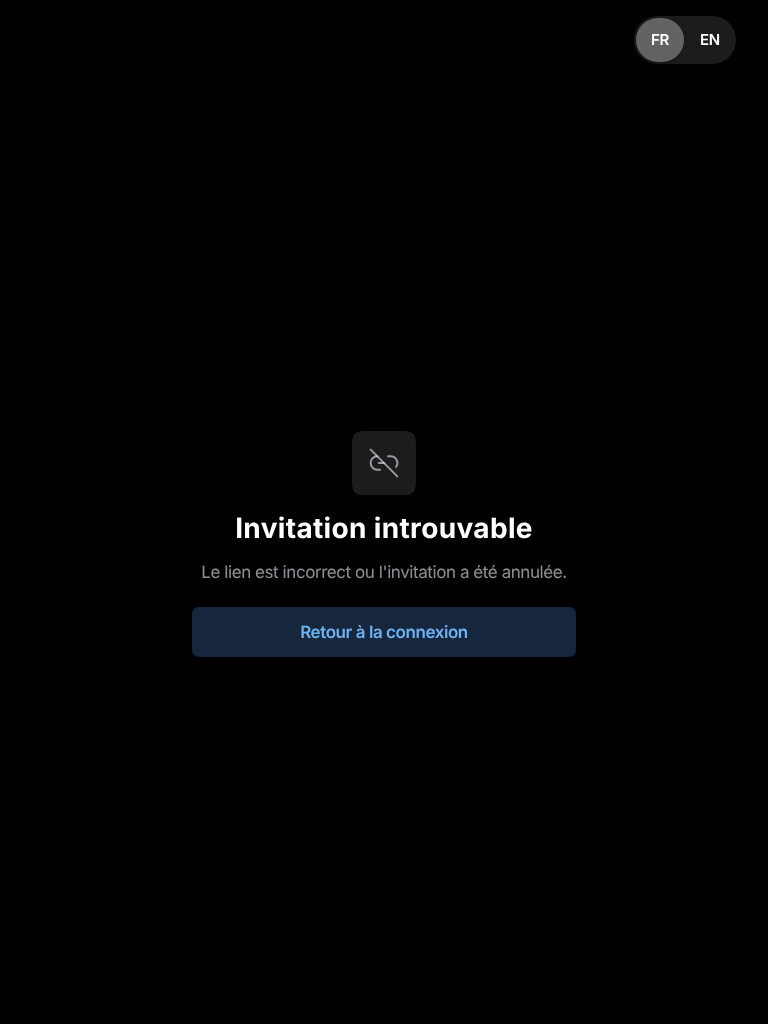 FR EN
Invitation introuvable
Le lien est incorrect ou l'invitation a été annulée.
Retour à la connexion